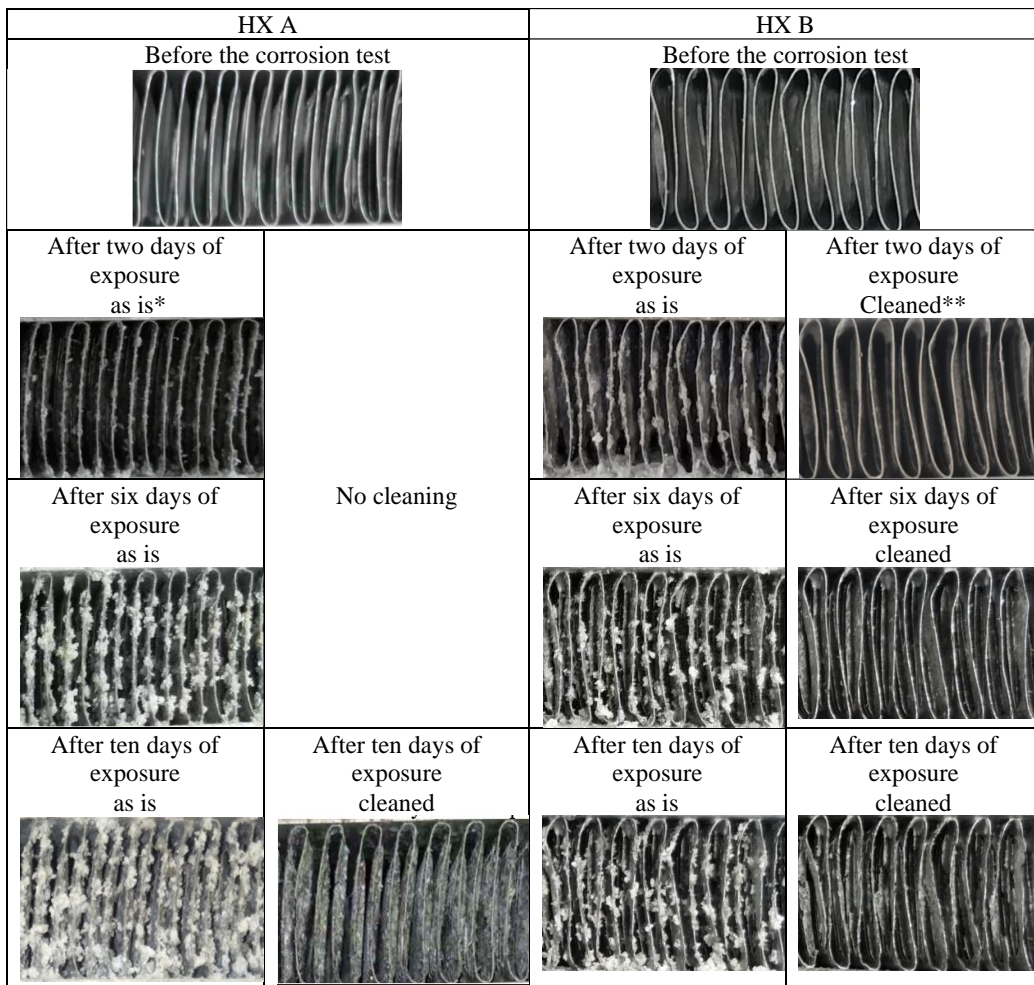 HX A
HX B
Before the corrosion test
Before the corrosion test
After two days of
exposure
as is*
No cleaning
After two days of
exposure
as is
After two days of
exposure
Cleaned**
After six days of
exposure
as is
After six days of
exposure
as is
After six days of
exposure
cleaned
After ten days of
exposure
as is
After ten days of
exposure
cleaned
After ten days of
exposure
as is
After ten days of
exposure
cleaned